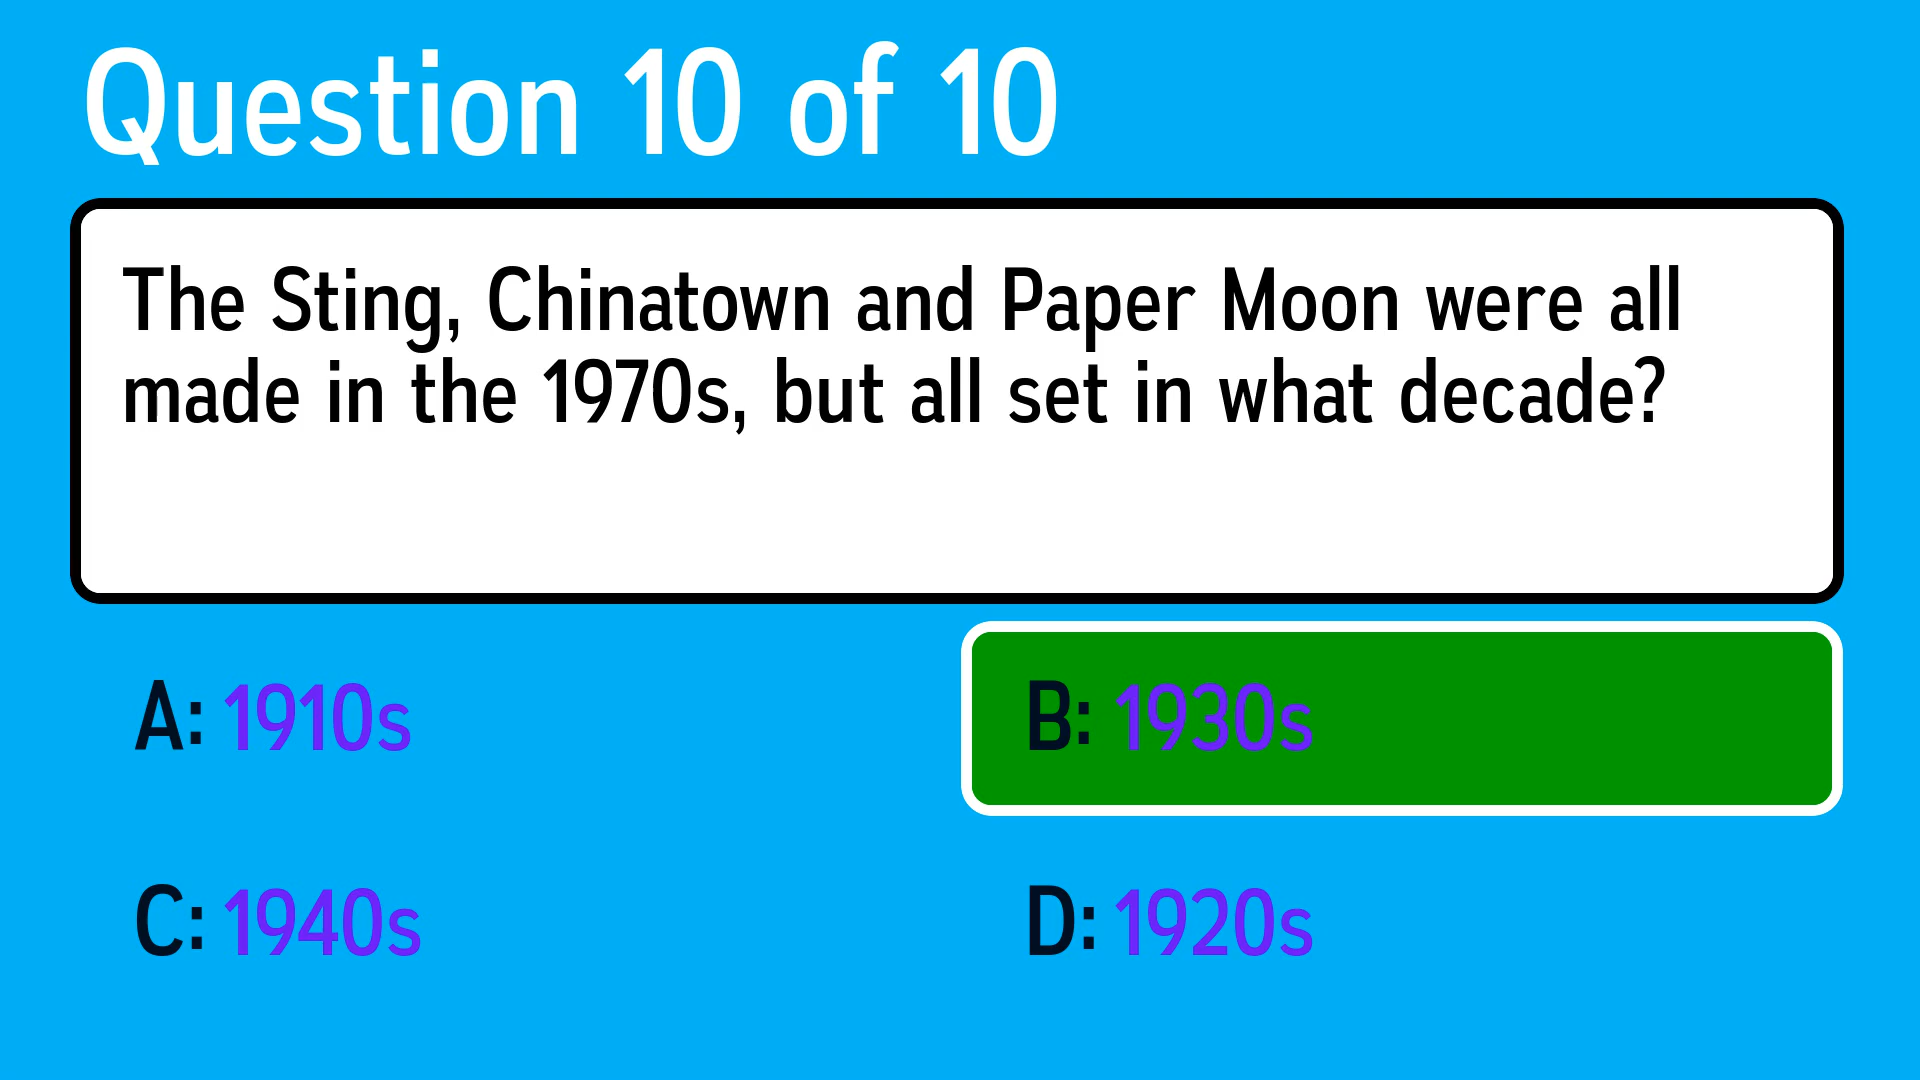 Question 10 of 10
The Sting, Chinatown and Paper Moon were all
made in the 1970s, but all set in what decade?
A: 1910s
B: 1930s
C: 1940s
D: 1920s